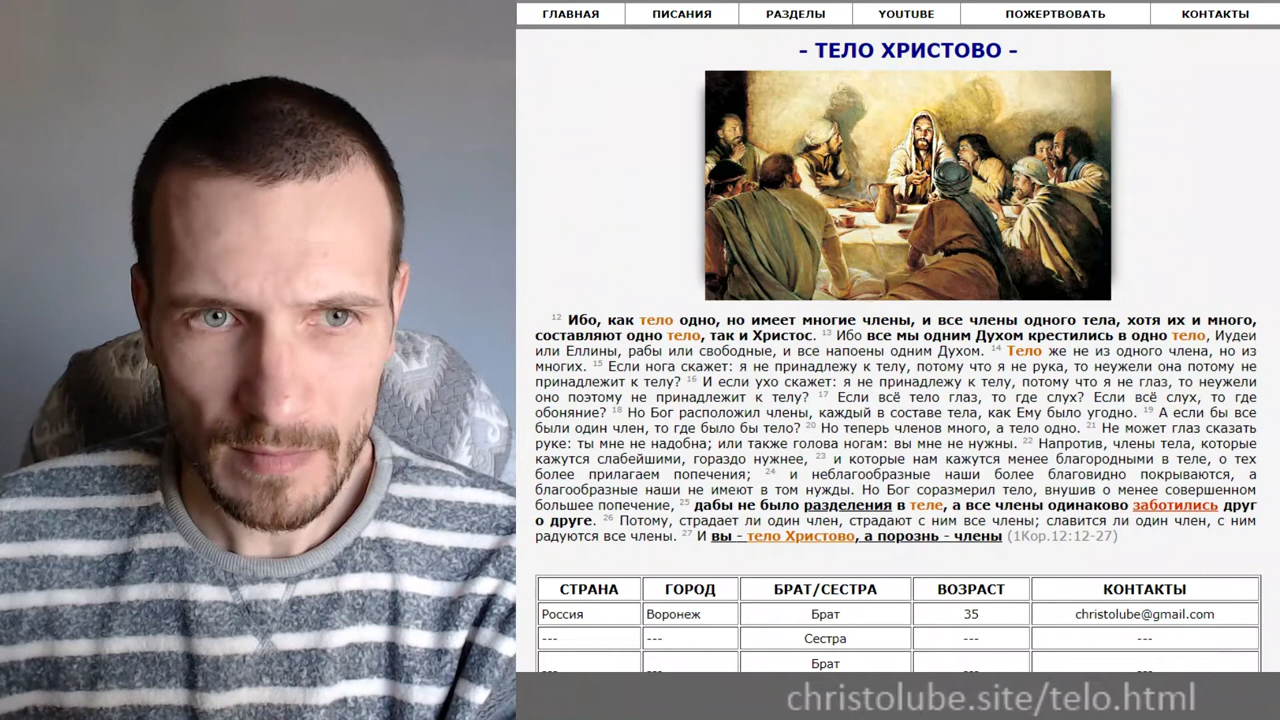 ГЛАВНАЯ ПИСАНИЯ РАЗДЕЛЫ YOUTUBE ПОЖЕРТВОВАТЬ КОНТАКТЫ
- ТЕЛО ХРИСТОВО -
12 Ибо, как тело одно, но имеет многие члены, и все члены одного тела, хотя их и много,
составляют одно тело, так и Христос. 13 Ибо все мы одним Духом крестились в одно тело, Иудеи
или Еллины, рабы или свободные, и все напоены одним Духом. 14 Тело же не из одного члена, но из
многих. 15 Если нога скажет: я не принадлежу к телу, потому что я не рука, то неужели она потому не
принадлежит к телу? 16 И если ухо скажет: я не принадлежу к телу, потому что я не глаз, то неужели
оно поэтому не принадлежит к телу? 17 Если всё тело глаз, то где слух? Если всё слух, то где
обоняние? 18 Но Бог расположил члены, каждый в составе тела, как Ему было угодно. 19 А если бы все
были один член, то где было бы тело? 20 Но теперь членов много, а тело одно. 21 Не может глаз сказать
руке: ты мне не надобна; или также голова ногам: вы мне не нужны. 22 Напротив, члены тела, которые
кажутся слабейшими, гораздо нужнее, 23 и которые нам кажутся менее благородными в теле, о тех
более прилагаем попечения; 24 и неблагообразные наши более благовидно покрываются, а
благообразные наши не имеют в том нужды. Но Бог соразмерил тело, внушив о менее совершенном
большее попечение, 25 дабы не было разделения в теле, а все члены одинаково заботились друг
о друге. 26 Потому, страдает ли один член, страдают с ним все члены; славится ли один член, с ним
радуются все члены. 27 И вы - тело Христово, а порознь - члены (1Кор.12:12-27)
СТРАНА ГОРОД БРАТ/СЕСТРА ВОЗРАСТ КОНТАКТЫ
Россия Воронеж Брат 35 christolube@gmail.com
--- --- Сестра --- ---
Брат
--- --- --- ---
christolube.site/telo.html